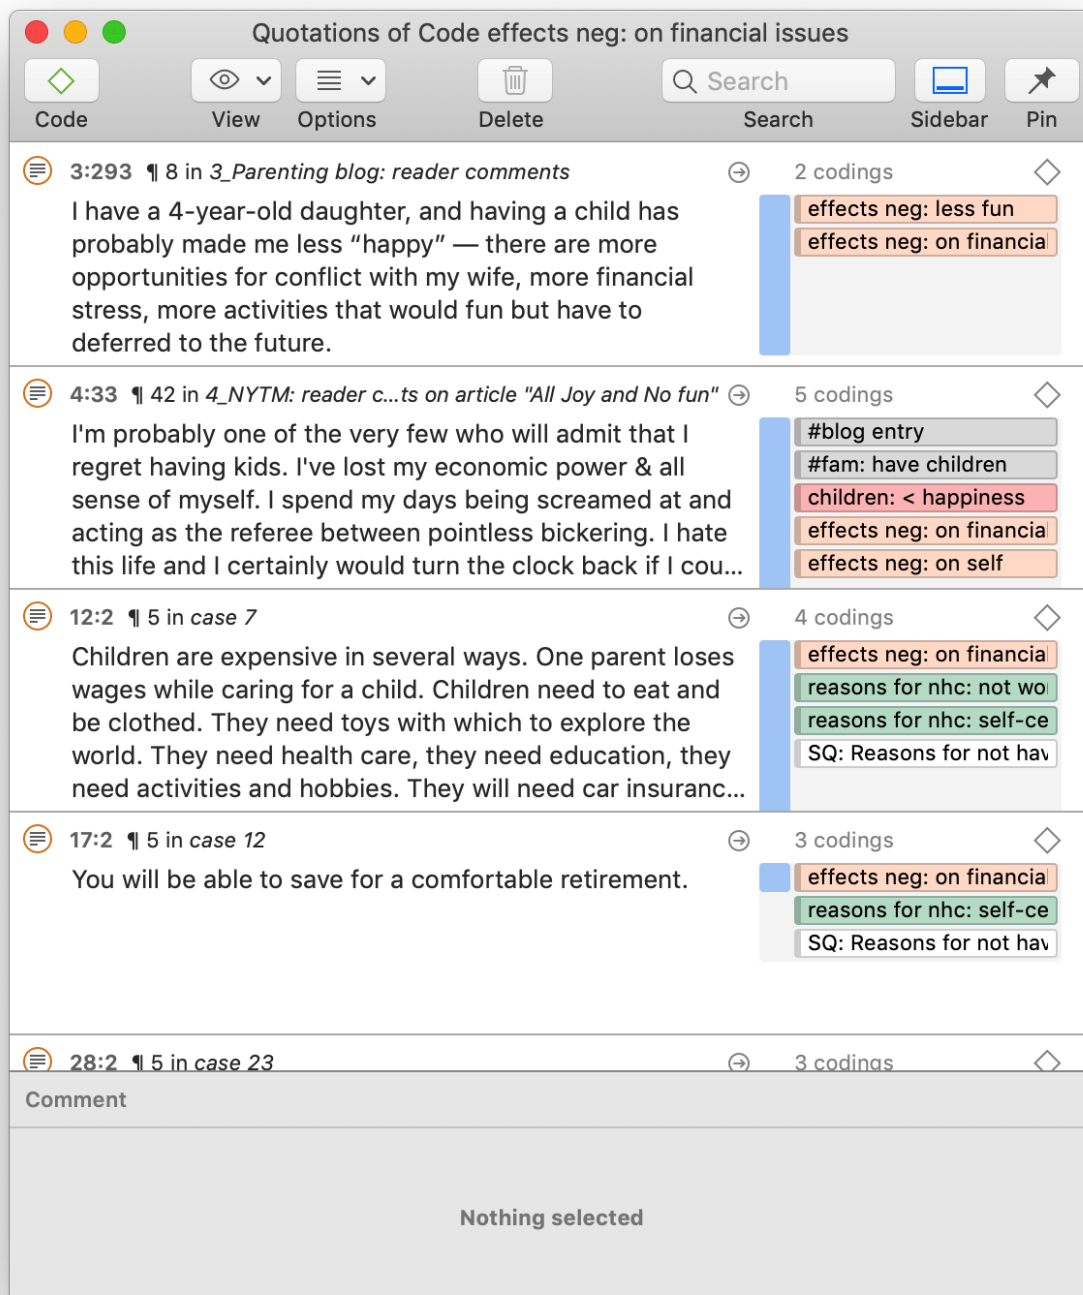 Quotations of Code effects neg: on financial issues
Code
View
Options
Delete
Search
Search
Sidebar
Pin
3:293 ¶ 8 in 3_Parenting blog: reader comments
2 codings
I have a 4-year-old daughter, and having a child has
probably made me less “happy” — there are more
opportunities for conflict with my wife, more financial
stress, more activities that would fun but have to
deferred to the future.
effects neg: less fun
effects neg: on financial
4:33 ¶ 42 in 4_NYTM: reader c...ts on article "All Joy and No fun"
5 codings
I'm probably one of the very few who will admit that I
regret having kids. I've lost my economic power & all
sense of myself. I spend my days being screamed at and
acting as the referee between pointless bickering. I hate
this life and I certainly would turn the clock back if I cou...
#blog entry
#fam: have children
children: < happiness
effects neg: on financial
effects neg: on self
12:2 ¶ 5 in case 7
4 codings
Children are expensive in several ways. One parent loses
wages while caring for a child. Children need to eat and
be clothed. They need toys with which to explore the
world. They need health care, they need education, they
need activities and hobbies. They will need car insuranc...
effects neg: on financial
reasons for nhc: not wo
reasons for nhc: self-ce
SQ: Reasons for not hav
17:2 ¶ 5 in case 12
3 codings
You will be able to save for a comfortable retirement.
effects neg: on financial
reasons for nhc: self-ce
SQ: Reasons for not hav
28:2 ¶ 5 in case 23
3 codings
Comment
Nothing selected